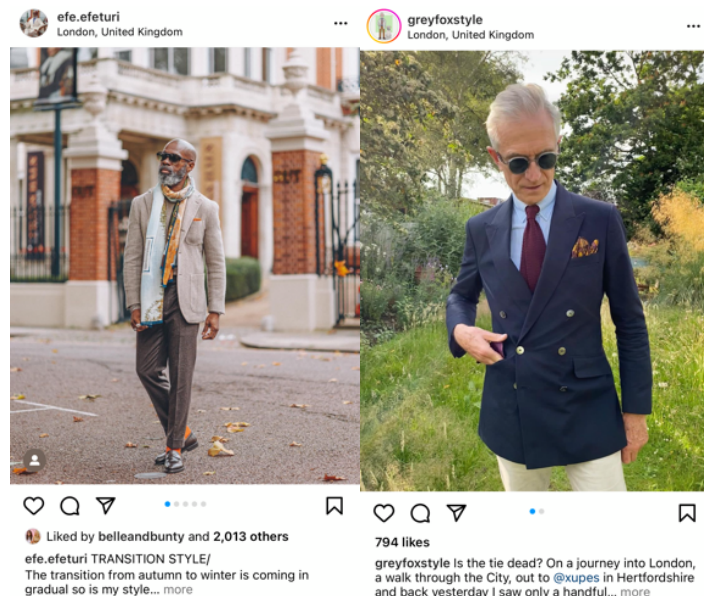 efe.efeturi
London, United Kingdom
Liked by belleandbunty and 2,013 others
efe.efeturi TRANSITION STYLE/
The transition from autumn to winter is coming in
gradual so is my style... more
greyfoxstyle
London, United Kingdom
794 likes
greyfoxstyle Is the tie dead? On a journey into London,
a walk through the City, out to @xupes in Hertfordshire
and back yesterday I saw only a handful... more